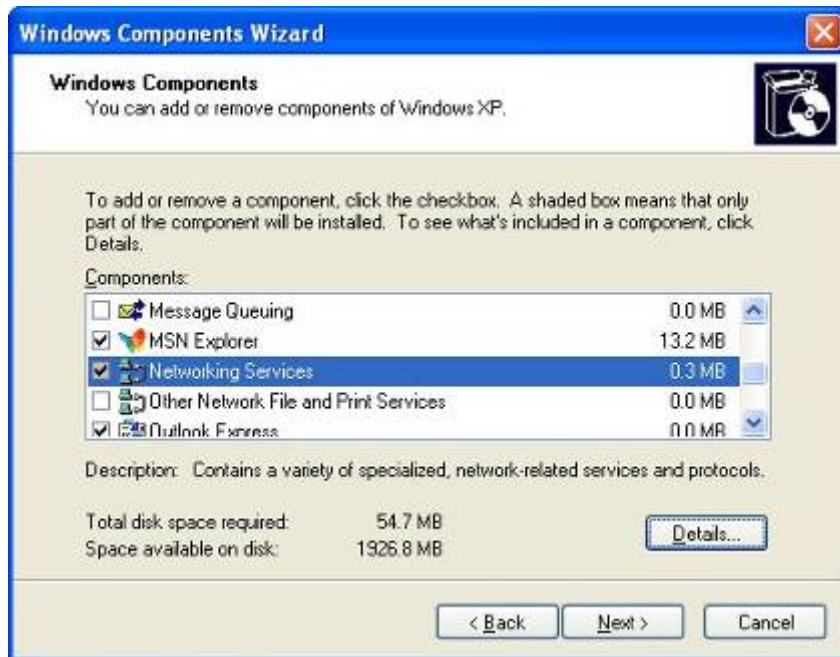 Windows Components Wizard
Windows Components
You can add or remove components of Windows XP.
To add or remove a component, click the checkbox. A shaded box means that only
part of the component will be installed. To see what's included in a component, click
Details.
Components:
Message Queuing 0.0 MB
MSN Explorer 13.2 MB
Networking Services 0.3 MB
Other Network File and Print Services 0.0 MB
Outlook Express 0.0 MB
Description: Contains a variety of specialized, network-related services and protocols.
Total disk space required: 54.7 MB
Space available on disk: 1926.8 MB
Details...
< Back Next > Cancel